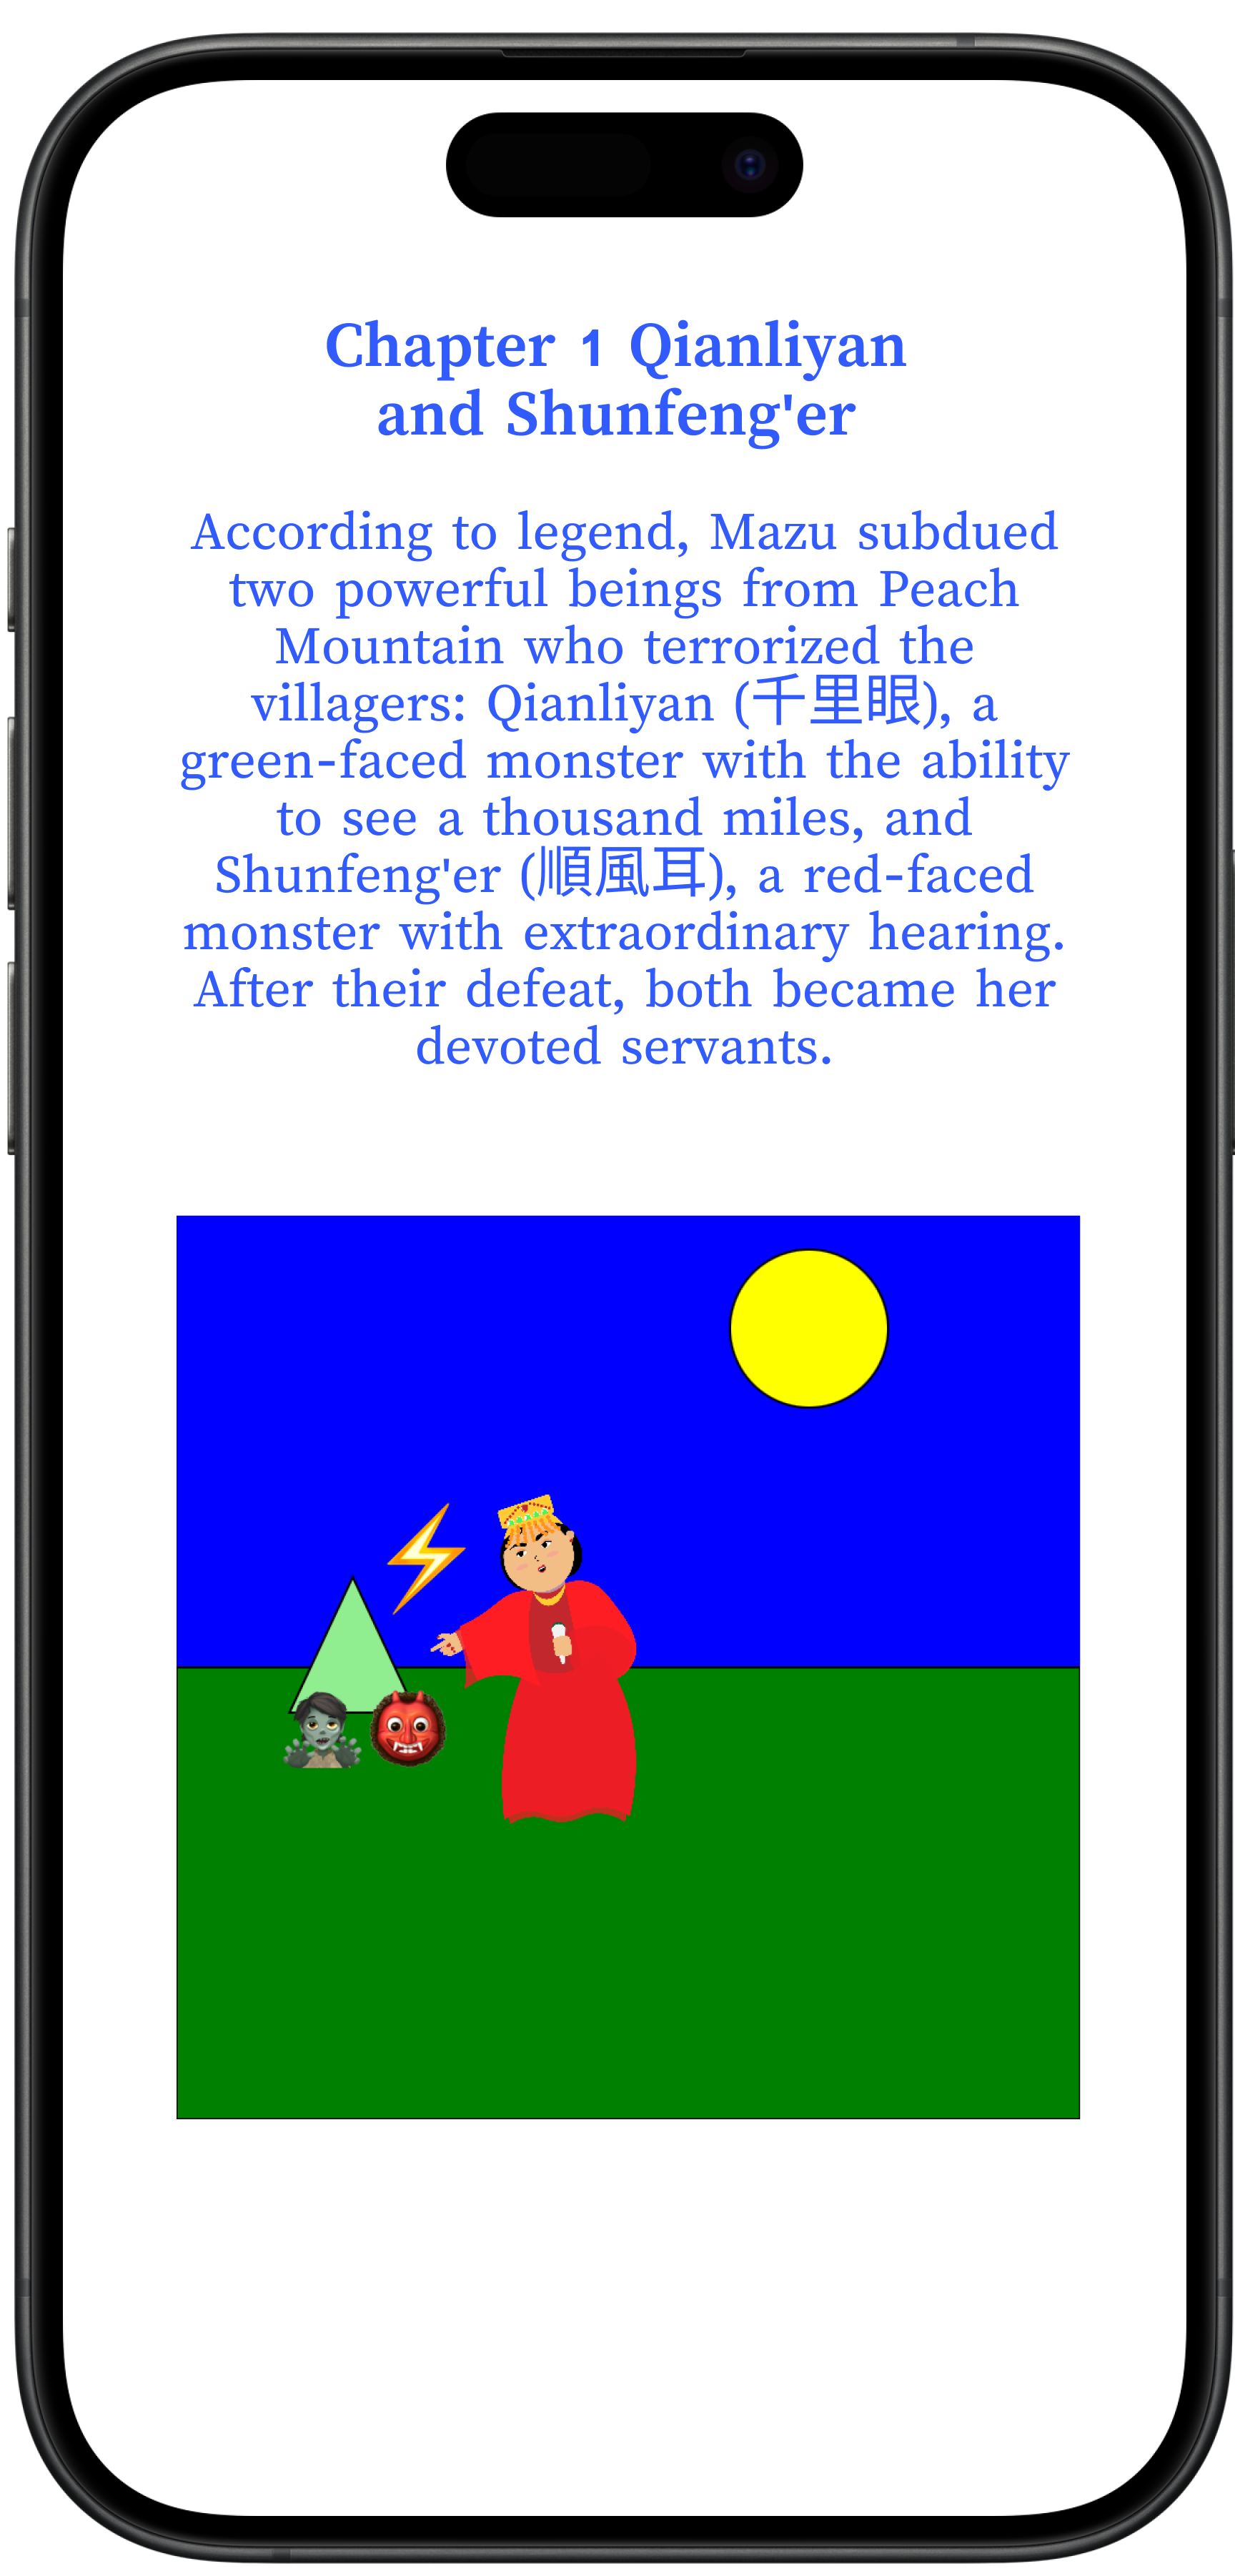 Chapter 1 Qianliyan
and Shunfeng'er
According to legend, Mazu subdued
two powerful beings from Peach
Mountain who terrorized the
villagers: Qianliyan (千里眼), a
green-faced monster with the ability
to see a thousand miles, and
Shunfeng'er (順風耳), a red-faced
monster with extraordinary hearing.
After their defeat, both became her
devoted servants.